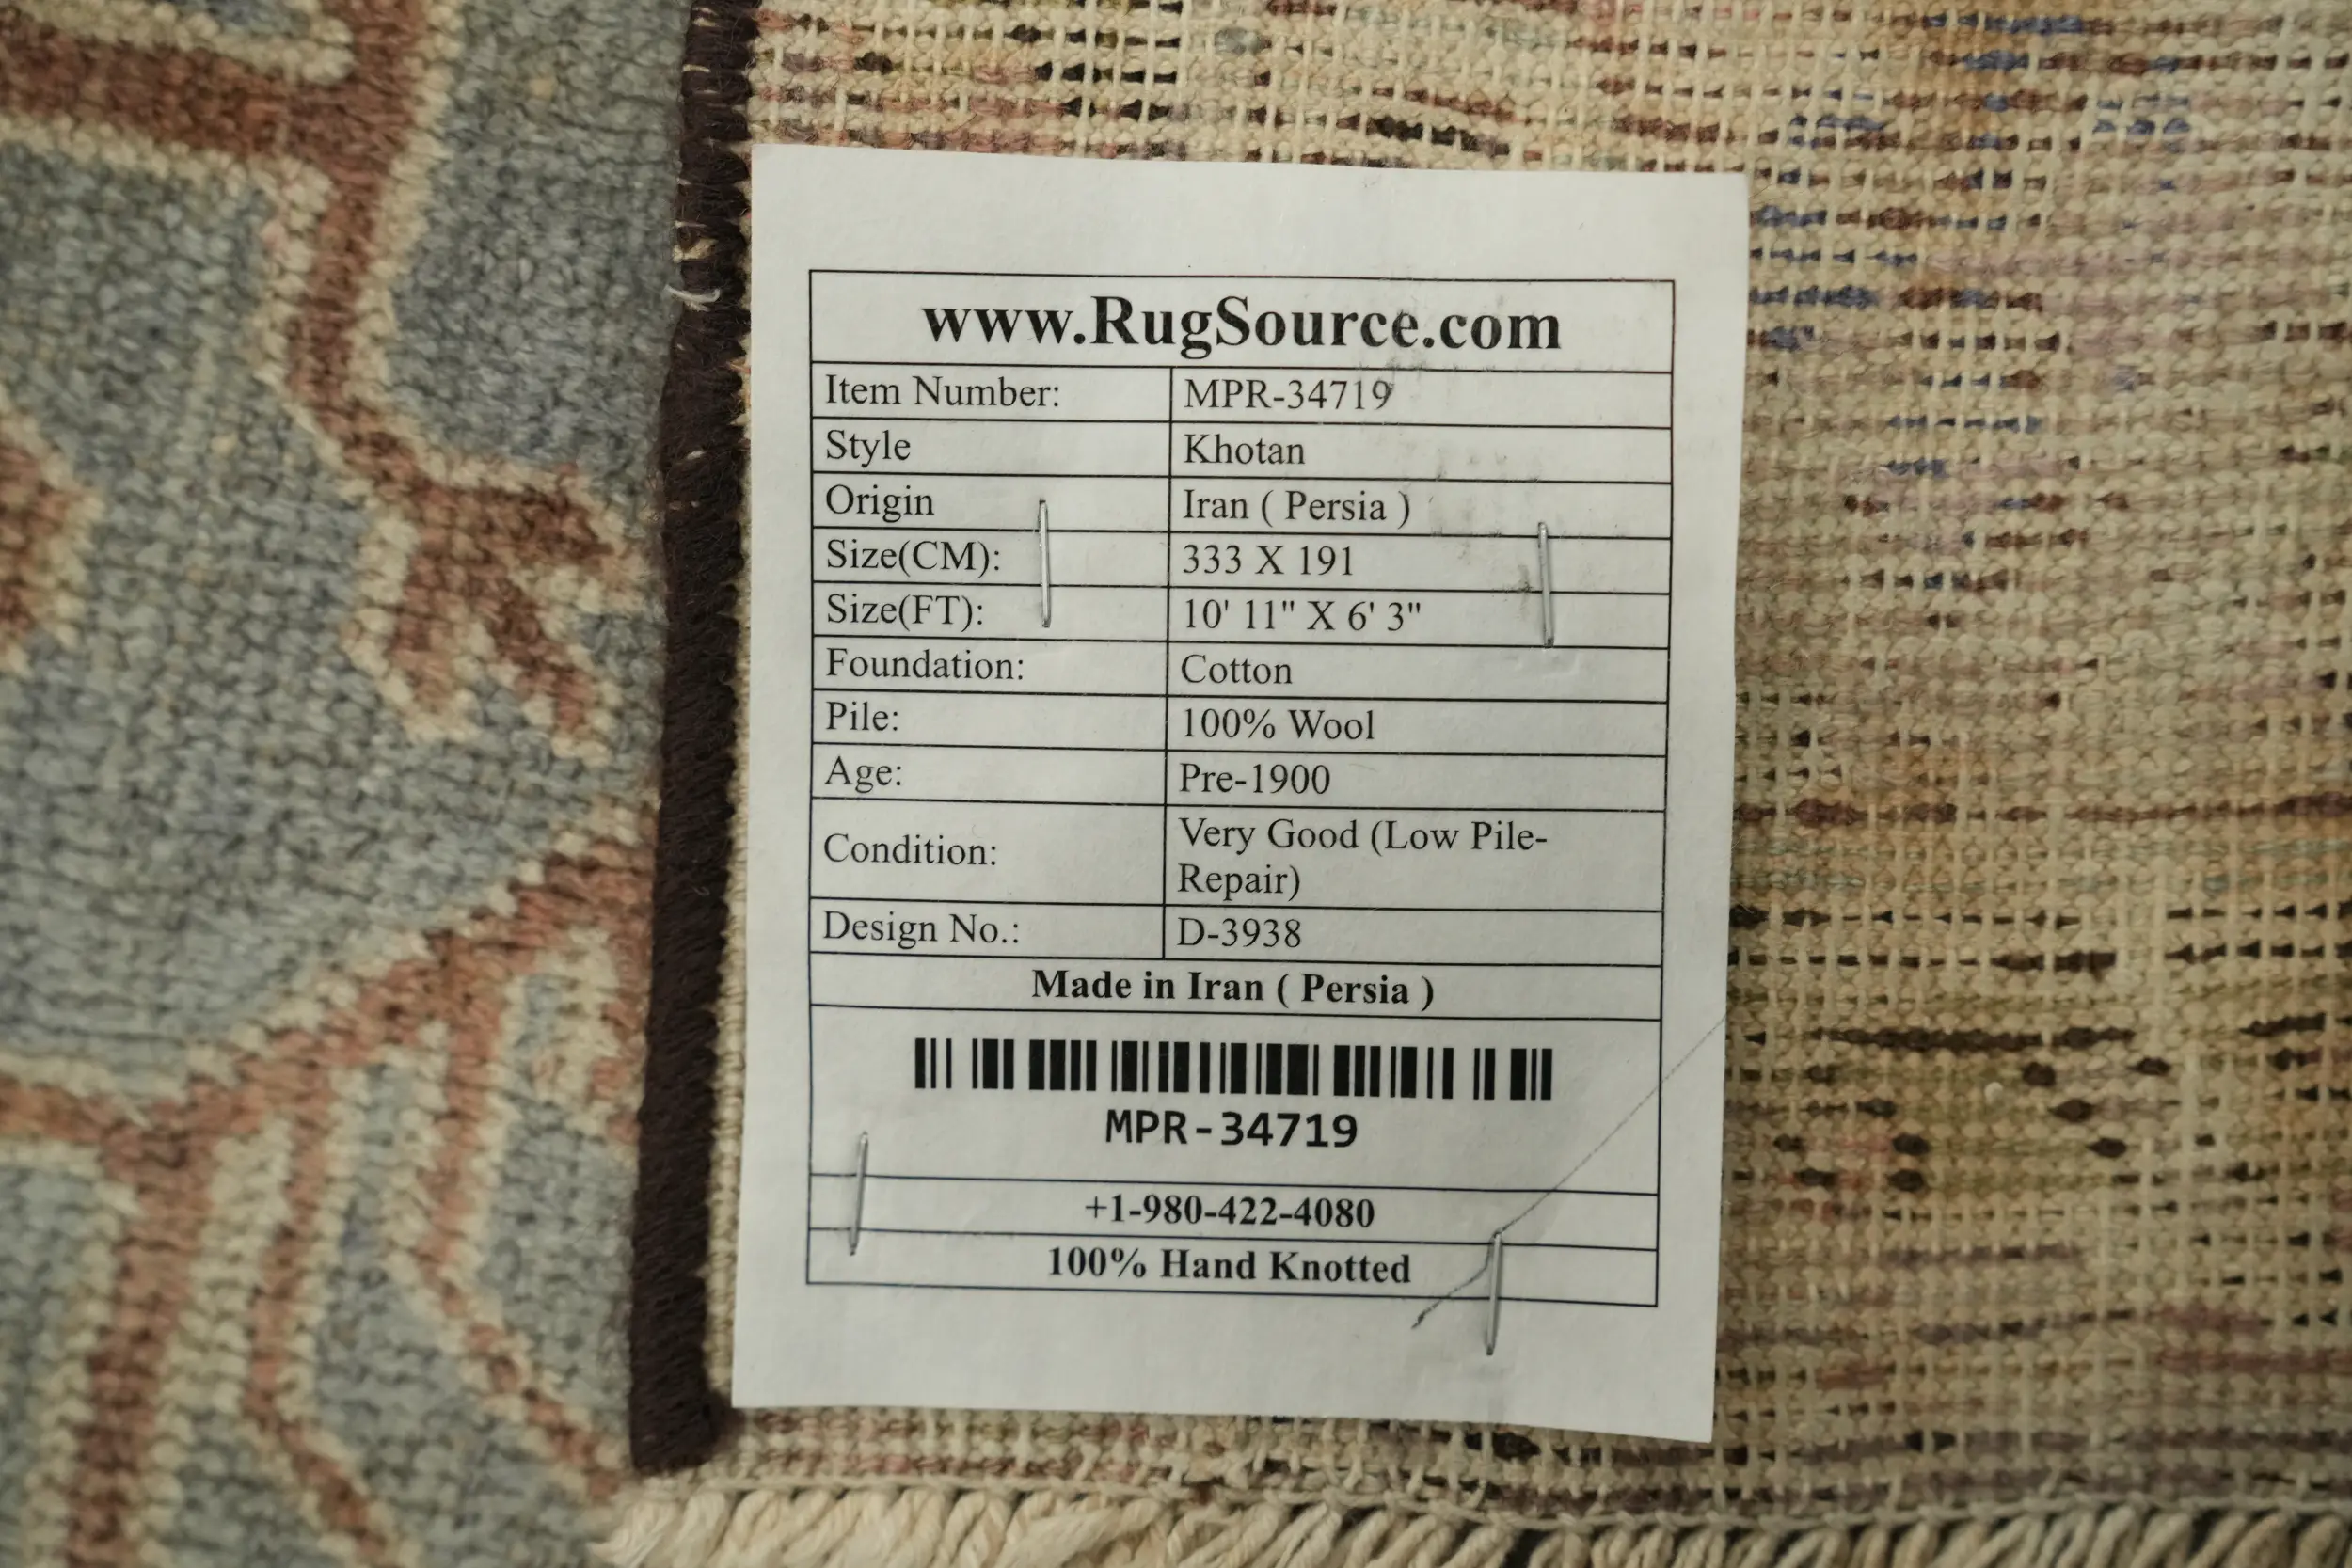 www.RugSource.com
Item Number: MPR-34719
Style Khotan
Origin Iran ( Persia )
Size(CM): 333 X 191
Size(FT): 10' 11" X 6' 3"
Foundation: Cotton
Pile: 100% Wool
Age: Pre-1900
Condition: Very Good (Low Pile-
Repair)
Design No.: D-3938
Made in Iran ( Persia )
MPR-34719
+1-980-422-4080
100% Hand Knotted